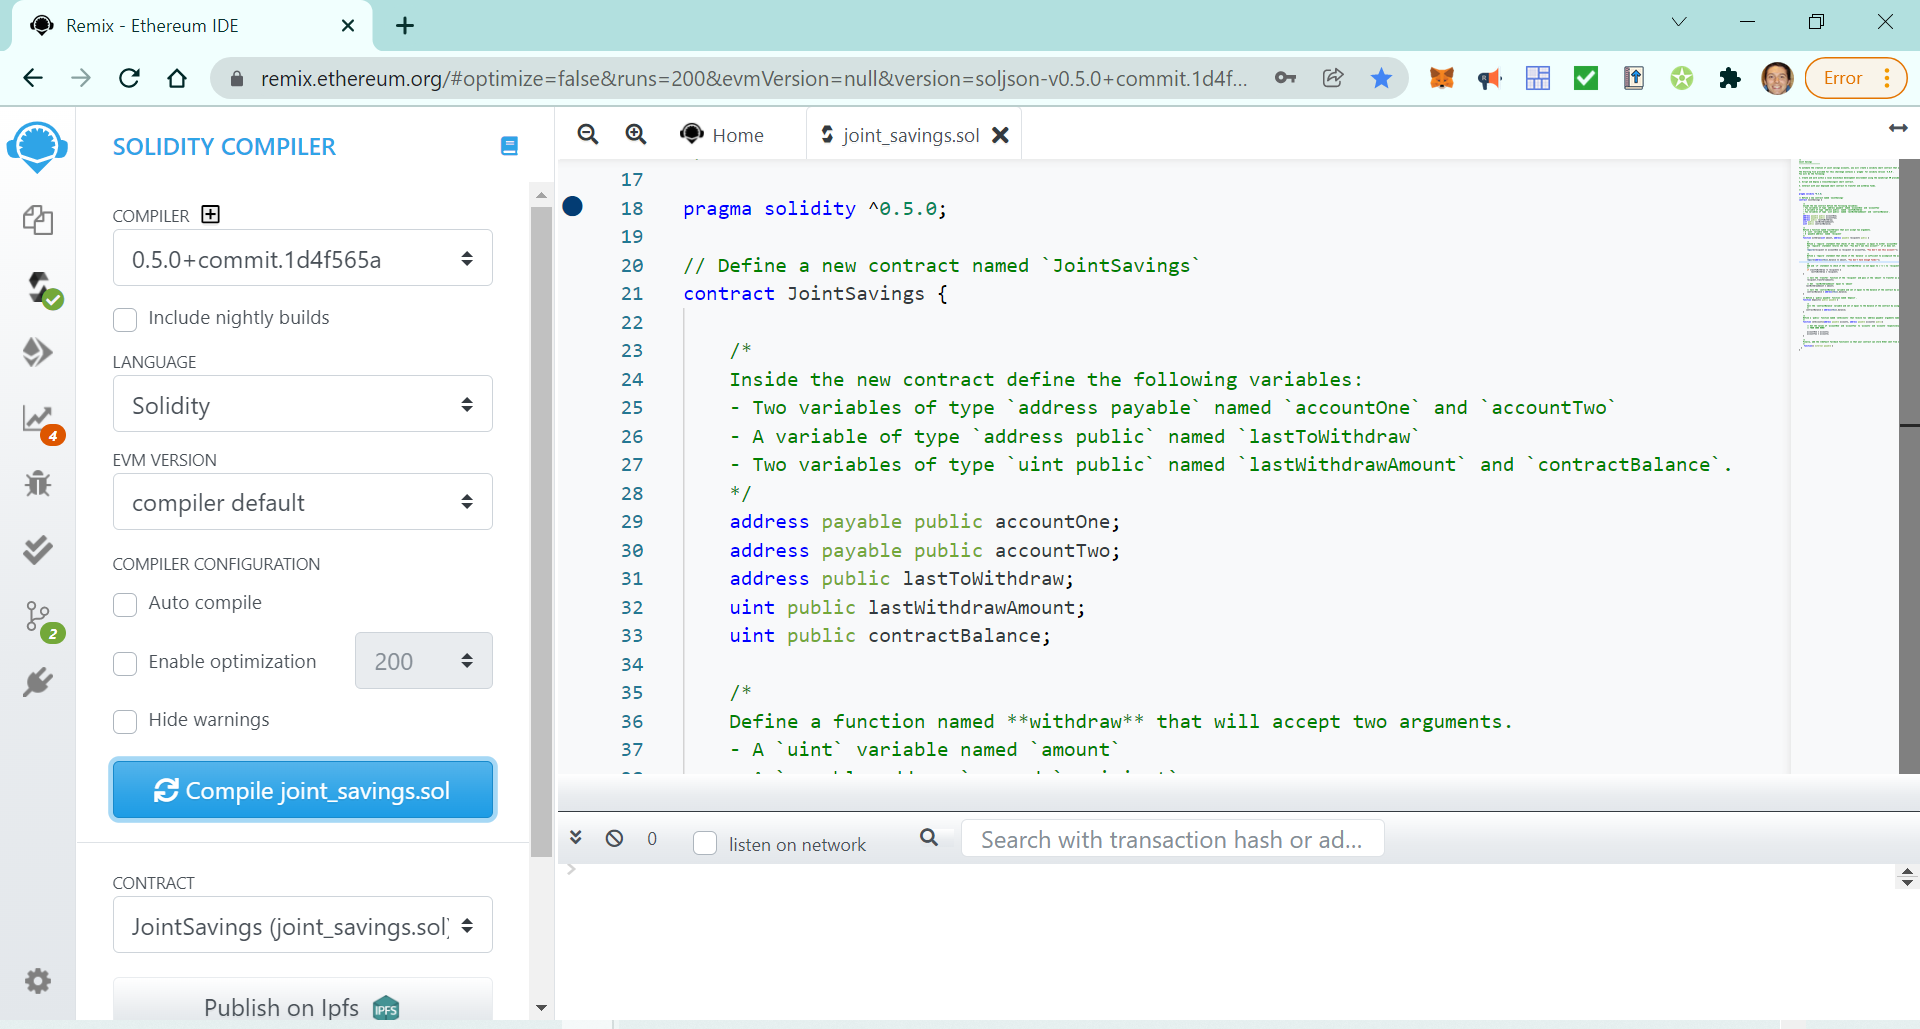 Remix - Ethereum IDE
remix.ethereum.org/#optimize=false&runs=200&evmVersion=null&version=soljson-v0.5.0+commit.1d4f...
Error
SOLIDITY COMPILER
Home
joint_savings.sol
COMPILER
0.5.0+commit.1d4f565a
Include nightly builds
LANGUAGE
Solidity
EVM VERSION
compiler default
COMPILER CONFIGURATION
Auto compile
Enable optimization
200
Hide warnings
Compile joint_savings.sol
CONTRACT
JointSavings (joint_savings.sol)
Publish on Ipfs
IPFS
4
2
17
18 pragma solidity ^0.5.0;
19
20 // Define a new contract named `JointSavings`
21 contract JointSavings {
22
23 /*
24 Inside the new contract define the following variables:
25 - Two variables of type `address payable` named `accountOne` and `accountTwo`
26 - A variable of type `address public` named `lastToWithdraw`
27 - Two variables of type `uint public` named `lastWithdrawAmount` and `contractBalance`.
28 */
29 address payable public accountOne;
30 address payable public accountTwo;
31 address public lastToWithdraw;
32 uint public lastWithdrawAmount;
33 uint public contractBalance;
34
35 /*
36 Define a function named **withdraw** that will accept two arguments.
37 - A `uint` variable named `amount`
0
listen on network
Search with transaction hash or ad...
>